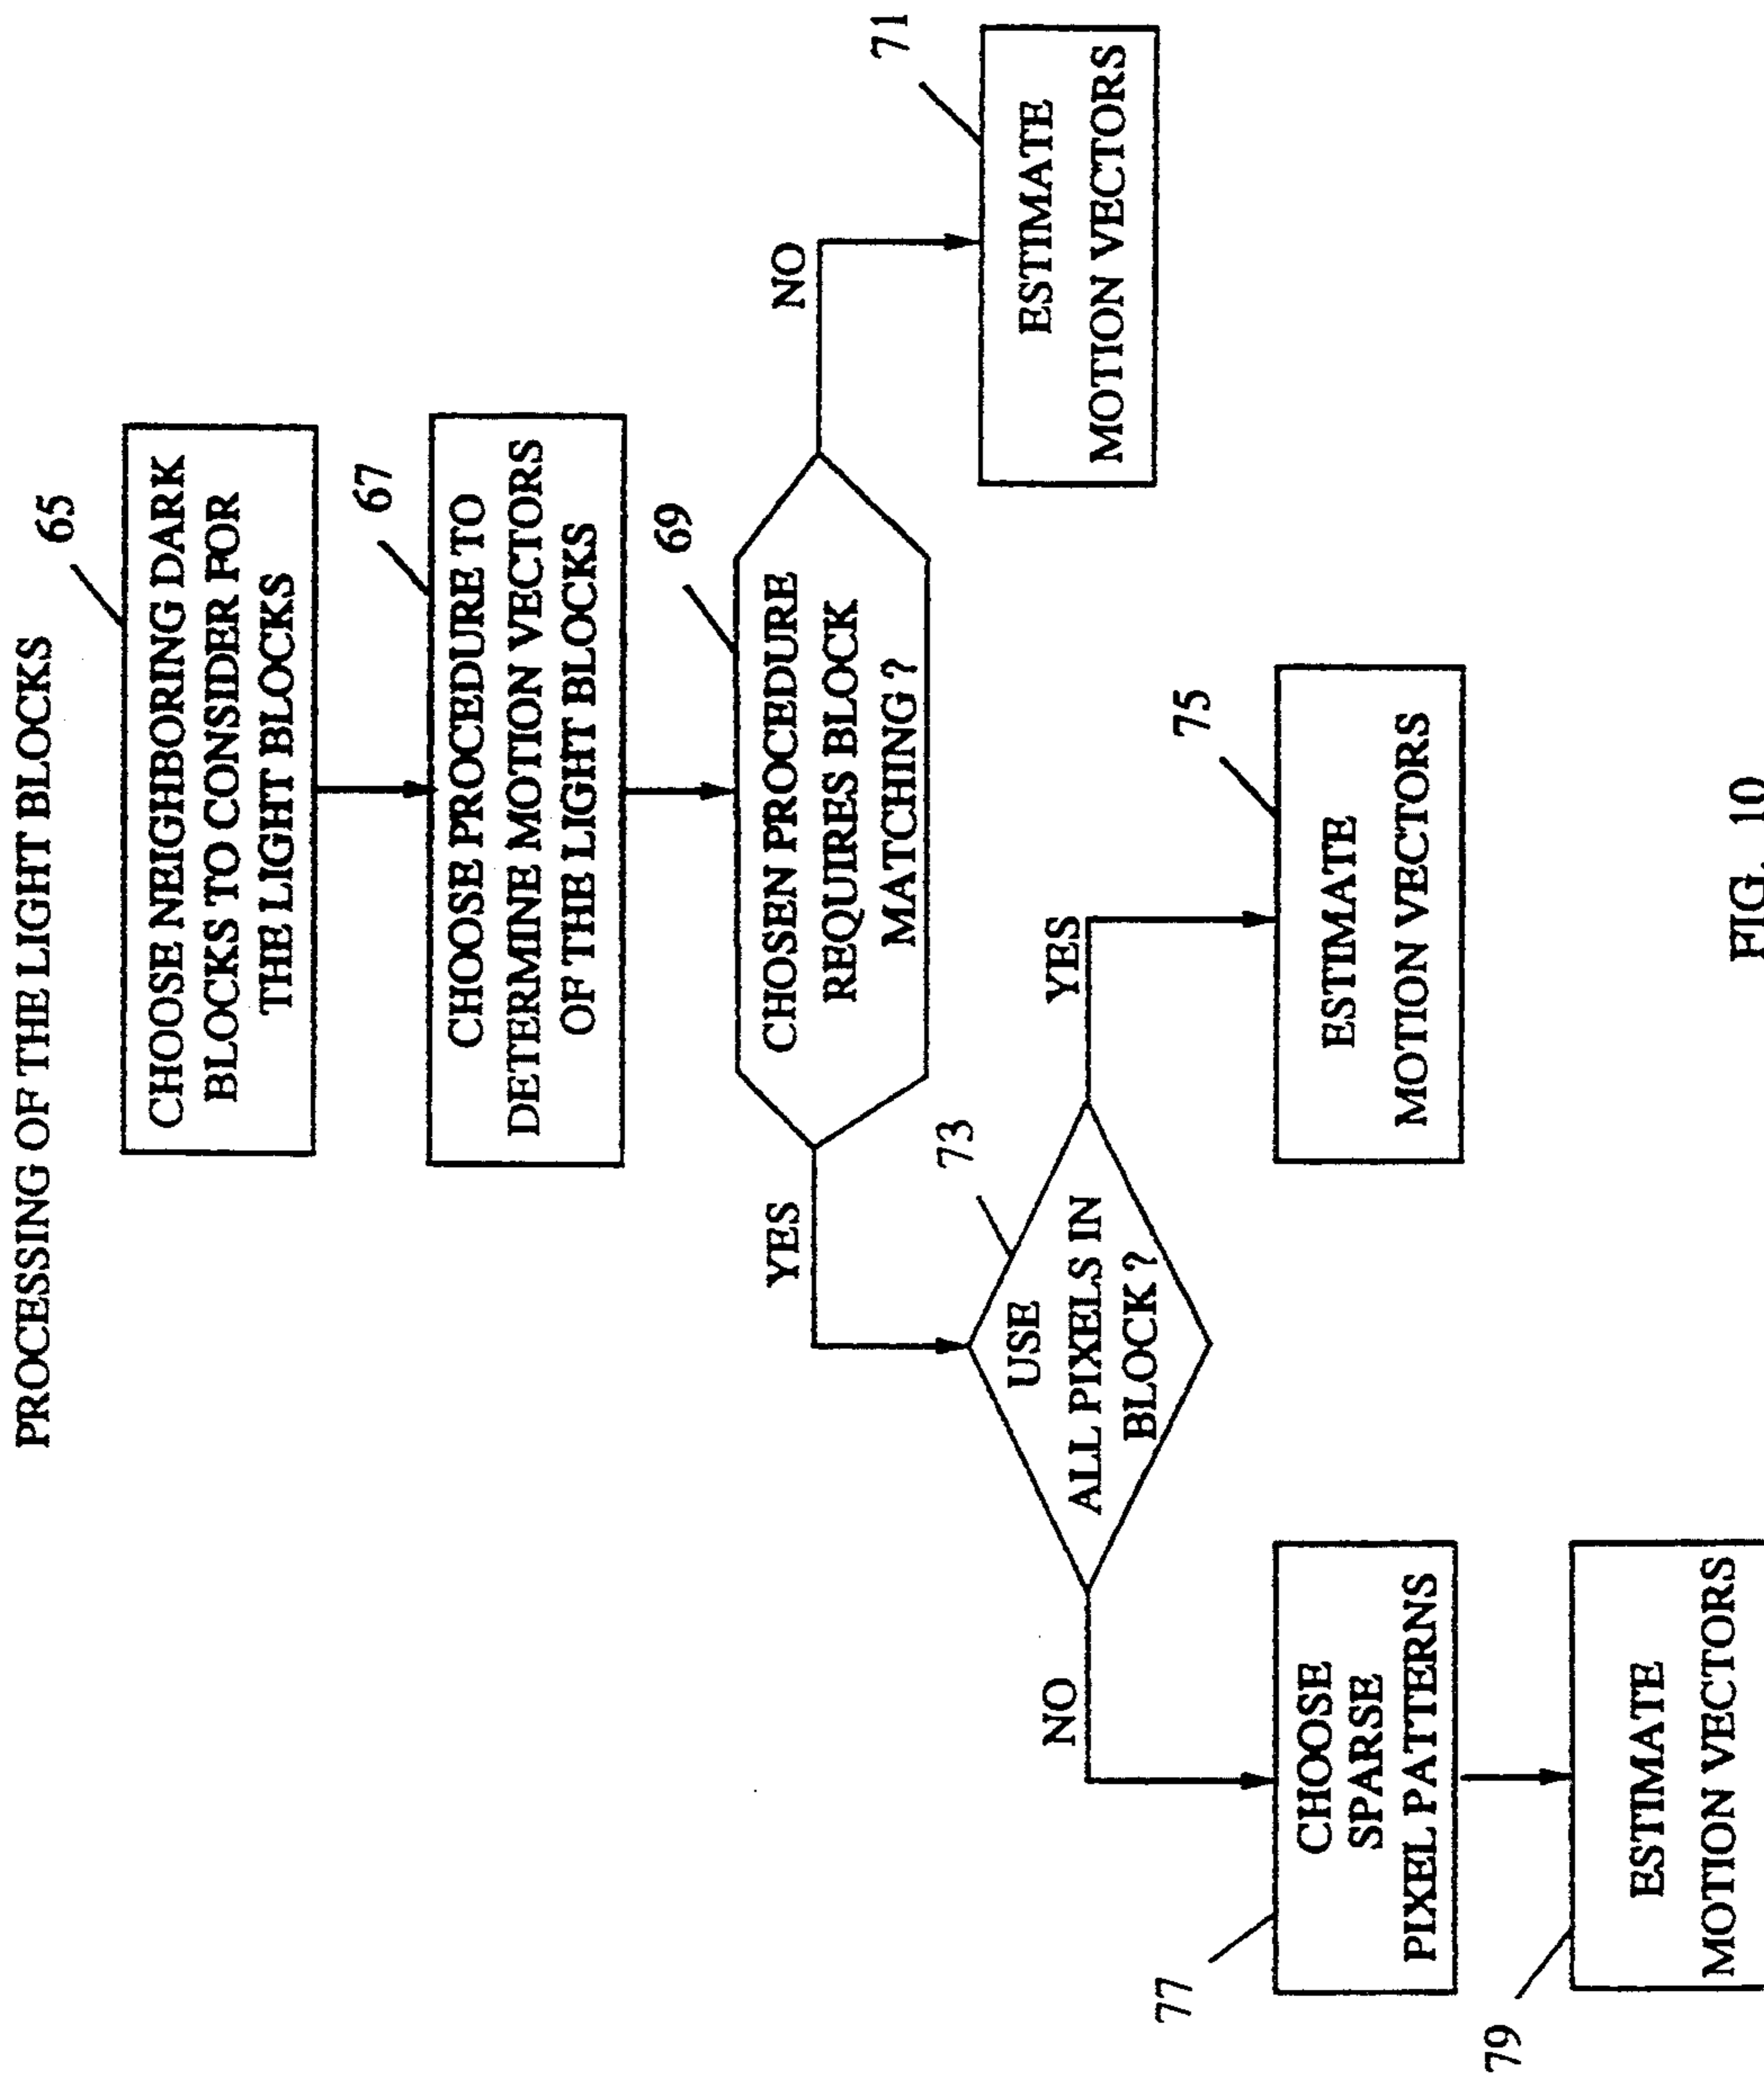 PROCESSING OF THE LIGHT BLOCKS
65
CHOOSE NEIGHBORING DARK
BLOCKS TO CONSIDER FOR
THE LIGHT BLOCKS
67
CHOOSE PROCEDURE TO
DETERMINE MOTION VECTORS
OF THE LIGHT BLOCKS
69
CHOSEN PROCEDURE
REQUIRES BLOCK
MATCHING ?
YES
NO
71
ESTIMATE
MOTION VECTORS
73
USE
ALL PIXELS IN
BLOCK ?
NO
YES
75
ESTIMATE
MOTION VECTORS
77
CHOOSE
SPARSE
PIXEL PATTERNS
79
ESTIMATE
MOTION VECTORS
FIG. 10